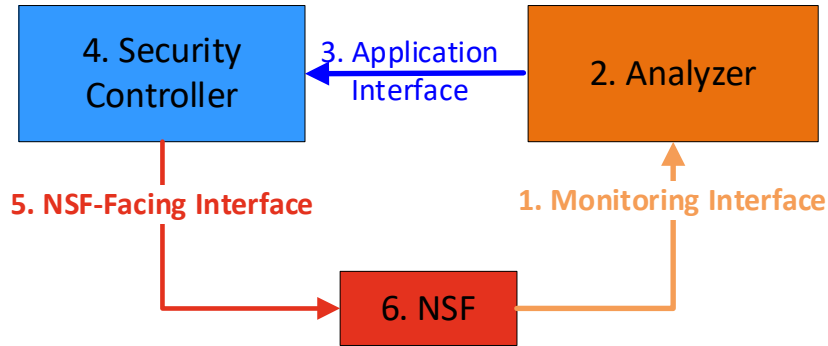 4. Security
Controller
3. Application
Interface
2. Analyzer
5. NSF-Facing Interface
1. Monitoring Interface
6. NSF